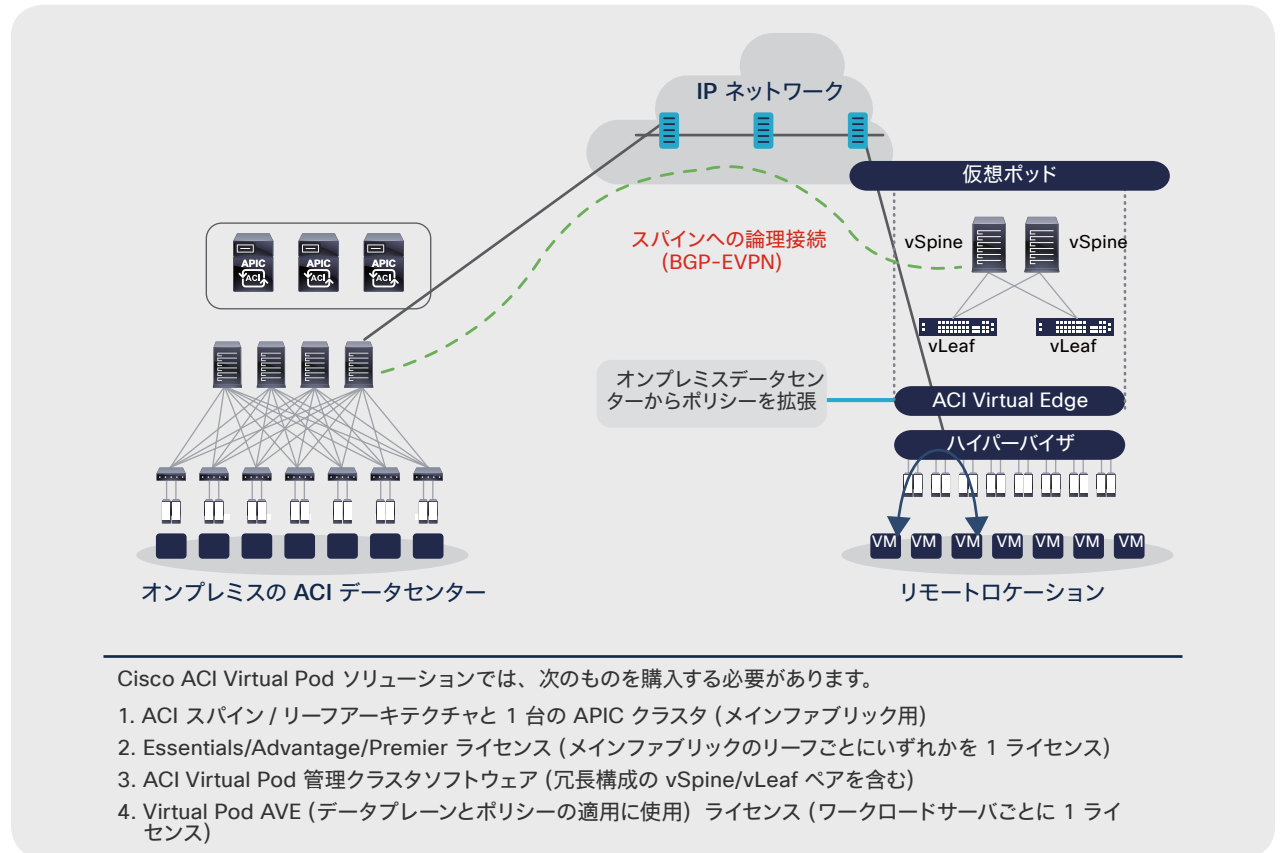 IP ネットワーク
仮想ポッド
スパインへの論理接続
(BGP-EVPN)
vSpine
vSpine
APIC
ACI
APIC
ACI
APIC
ACI
vLeaf
vLeaf
オンプレミスデータセン
ターからポリシーを拡張
ACI Virtual Edge
ハイパーバイザ
VM
VM
VM
VM
VM
VM
VM
オンプレミスの ACI データセンター
リモートロケーション
Cisco ACI Virtual Pod ソリューションでは、次のものを購入する必要があります。
1. ACI スパイン / リーフアーキテクチャと 1 台の APIC クラスタ (メインファブリック用)
2. Essentials/Advantage/Premier ライセンス (メインファブリックのリーフごとにいずれかを 1 ライセンス)
3. ACI Virtual Pod 管理クラスタソフトウェア (冗長構成の vSpine/vLeaf ペアを含む)
4. Virtual Pod AVE (データプレーンとポリシーの適用に使用) ライセンス (ワークロードサーバごとに 1 ライ
センス)